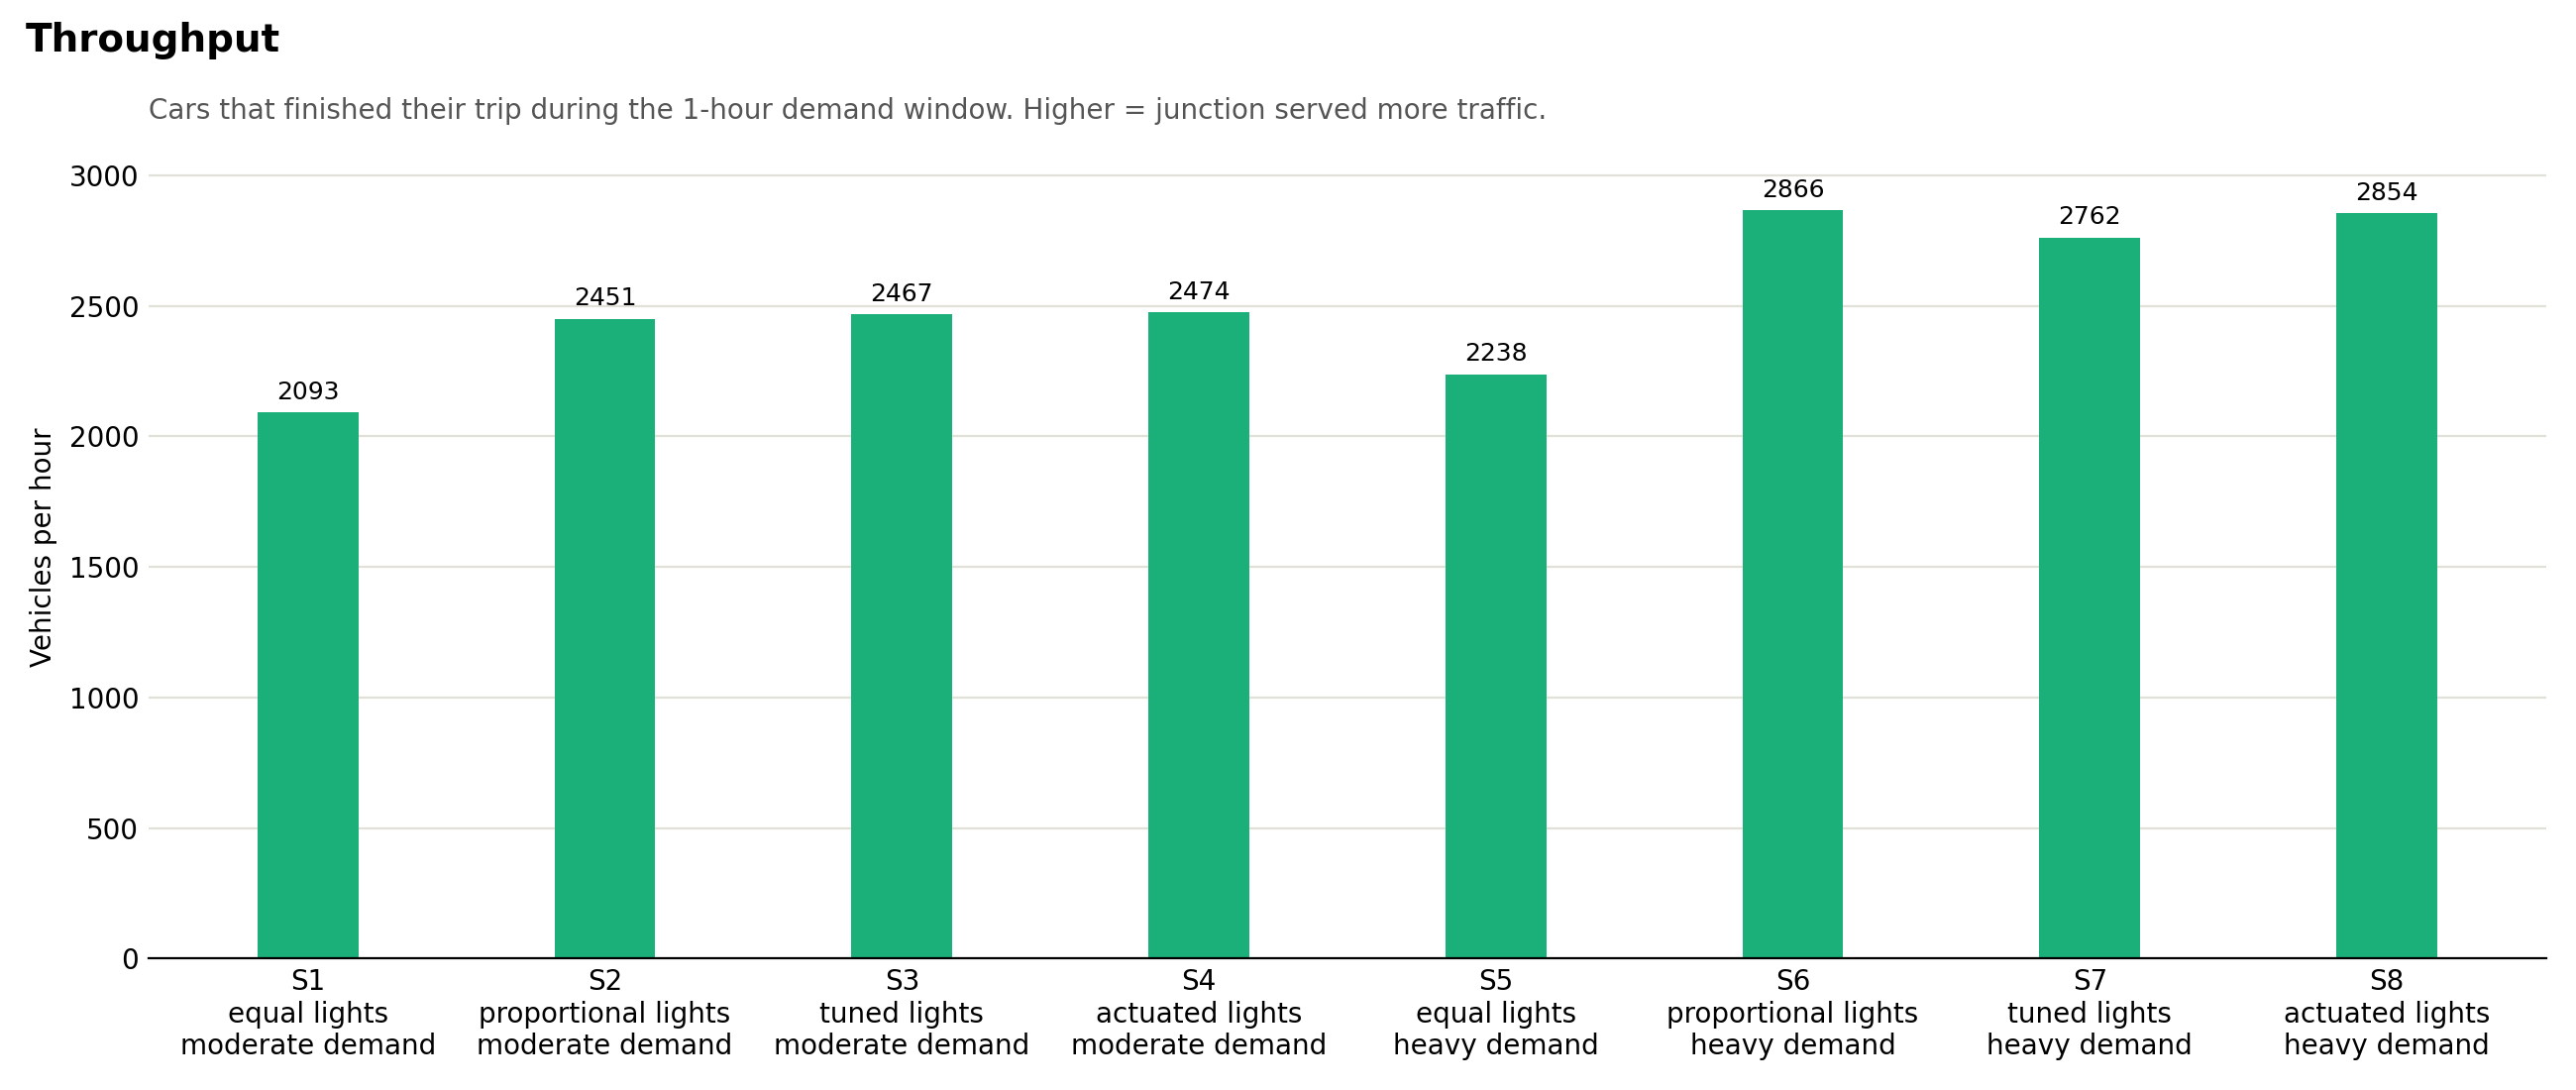 Throughput
Cars that finished their trip during the 1-hour demand window. Higher = junction served more traffic.
Vehicles per hour
3000
2500
2000
1500
1000
500
0
2093
2451
2467
2474
2238
2866
2762
2854
S1
equal lights
moderate demand
S2
proportional lights
moderate demand
S3
tuned lights
moderate demand
S4
actuated lights
moderate demand
S5
equal lights
heavy demand
S6
proportional lights
heavy demand
S7
tuned lights
heavy demand
S8
actuated lights
heavy demand